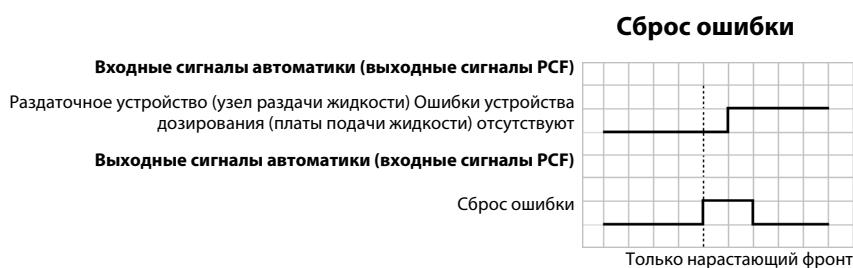 Сброс ошибки
Входные сигналы автоматики (выходные сигналы PCF)
Раздаточное устройство (узел раздачи жидкости) Ошибки устройства
дозирования (платы подачи жидкости) отсутствуют
Выходные сигналы автоматики (входные сигналы PCF)
Сброс ошибки
Только нарастающий фронт